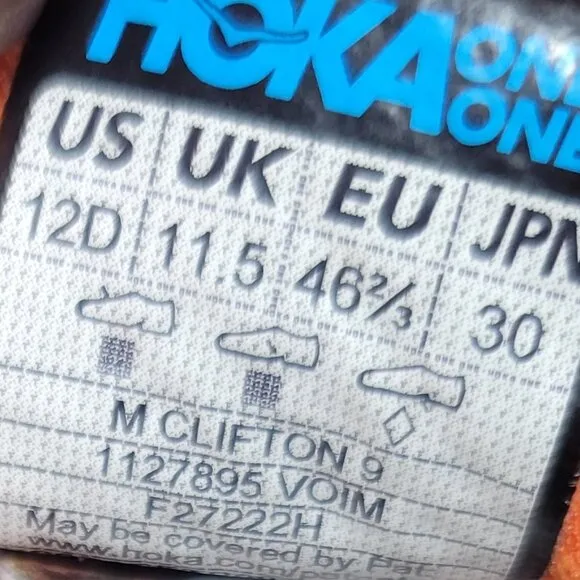 HOKA ONE ONE
US UK EU JPN
12D 11.5 46⅔ 30
M CLIFTON 9
1127895 VOIM
F27222H
May be covered by Pat.
www.hoka.com/pat